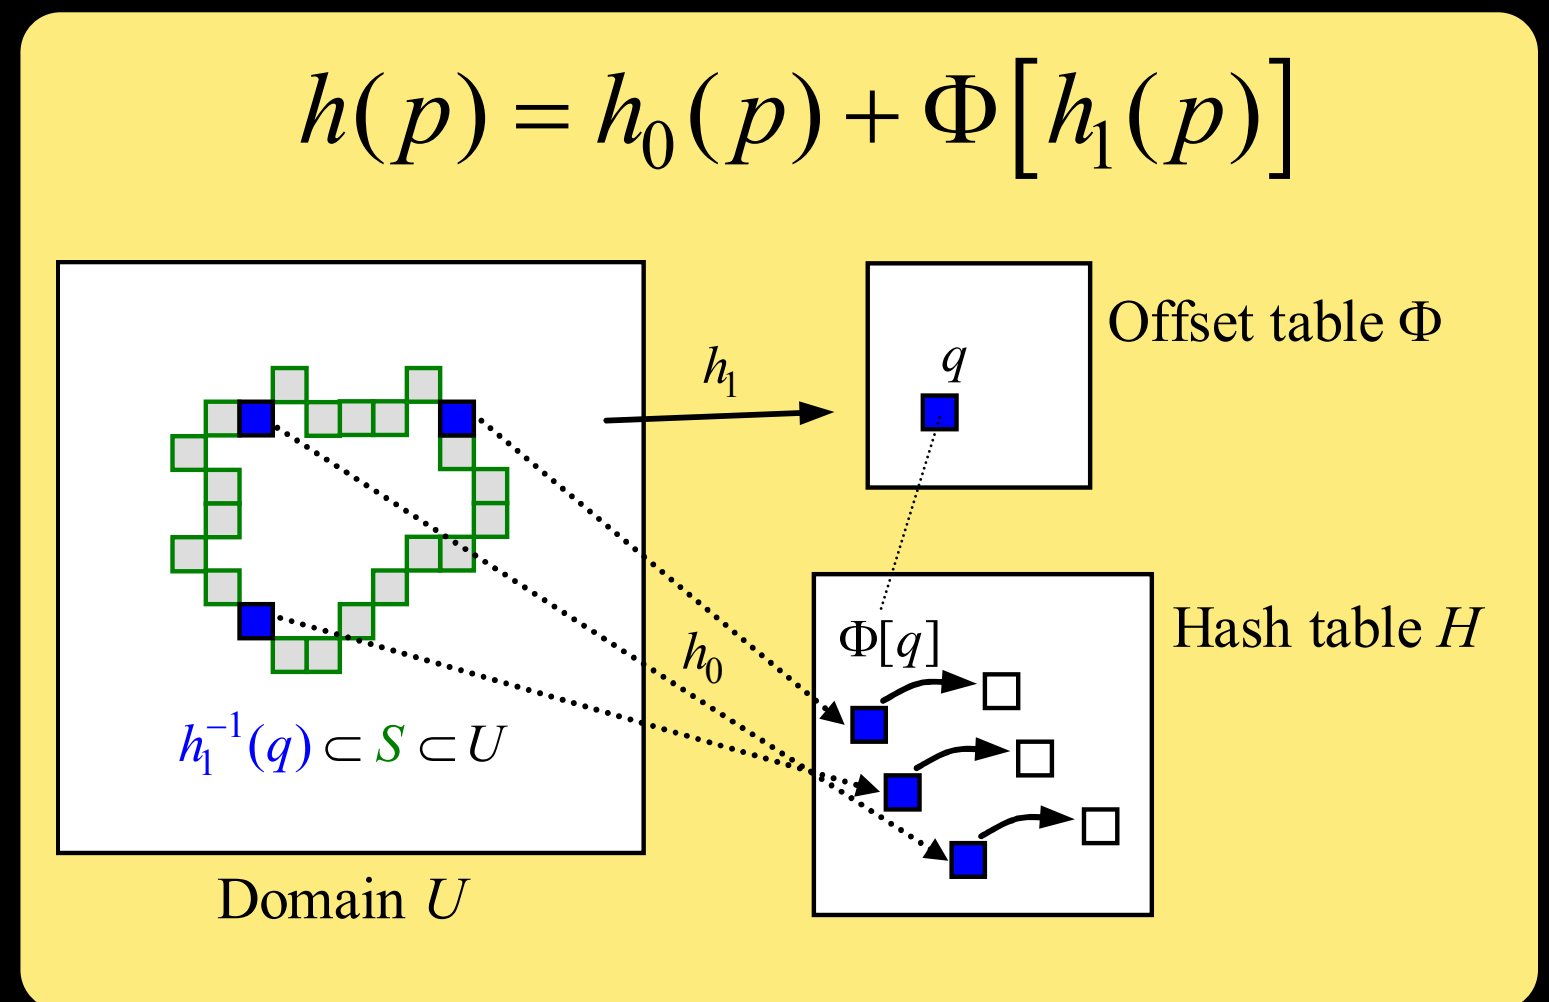 h(p) = h₀(p) + Φ[h₁(p)]
h₁
q
Offset table Φ
h₀
Φ[q]
Hash table H
h₁⁻¹(q) ⊂ S ⊂ U
Domain U